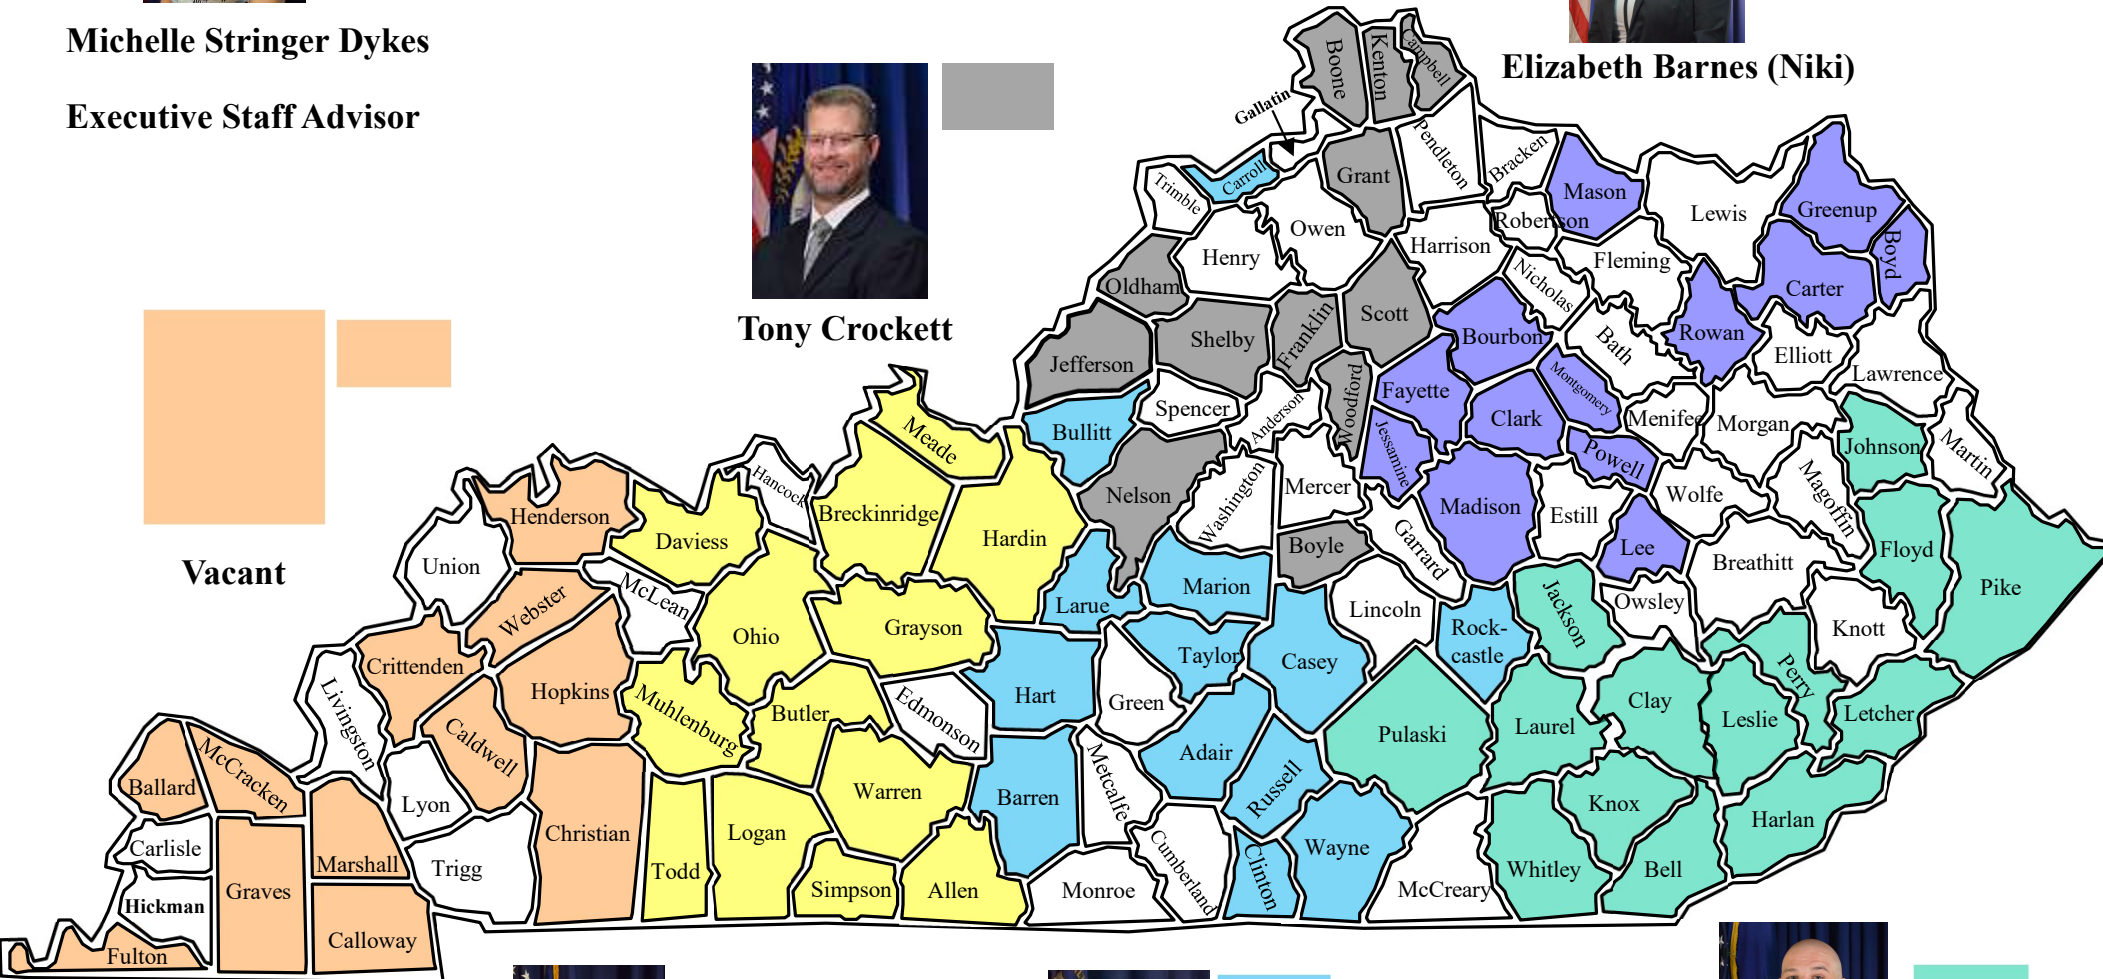 Michelle Stringer Dykes
Executive Staff Advisor
Elizabeth Barnes (Niki)
Tony Crockett
Vacant
Boone
Kenton
Campbell
Gallatin
Pendleton
Bracken
Mason
Grant
Carroll
Trimble
Owen
Robertson
Lewis
Greenup
Boyd
Henry
Harrison
Fleming
Nicholas
Carter
Oldham
Scott
Franklin
Shelby
Bourbon
Rowan
Bath
Elliott
Jefferson
Lawrence
Woodford
Fayette
Montgomery
Spencer
Anderson
Clark
Menifee
Morgan
Bullitt
Meade
Jessamine
Powell
Johnson
Martin
Hancock
Nelson
Washington
Mercer
Madison
Wolfe
Magoffin
Henderson
Breckinridge
Estill
Daviess
Hardin
Boyle
Garrard
Lee
Floyd
Union
Breathitt
Marion
Pike
McLean
Larue
Lincoln
Jackson
Owsley
Webster
Ohio
Grayson
Rock-
castle
Knott
Crittenden
Taylor
Casey
Perry
Hopkins
Hart
Green
Clay
Livingston
Muhlenburg
Butler
Edmonson
Letcher
Caldwell
Pulaski
Laurel
Leslie
Adair
McCracken
Ballard
Metcalfe
Russell
Warren
Barren
Lyon
Knox
Christian
Logan
Harlan
Carlisle
Wayne
Marshall
Trigg
Todd
Cumberland
Clinton
Whitley
Bell
Graves
Simpson
Allen
Monroe
McCreary
Hickman
Calloway
Fulton